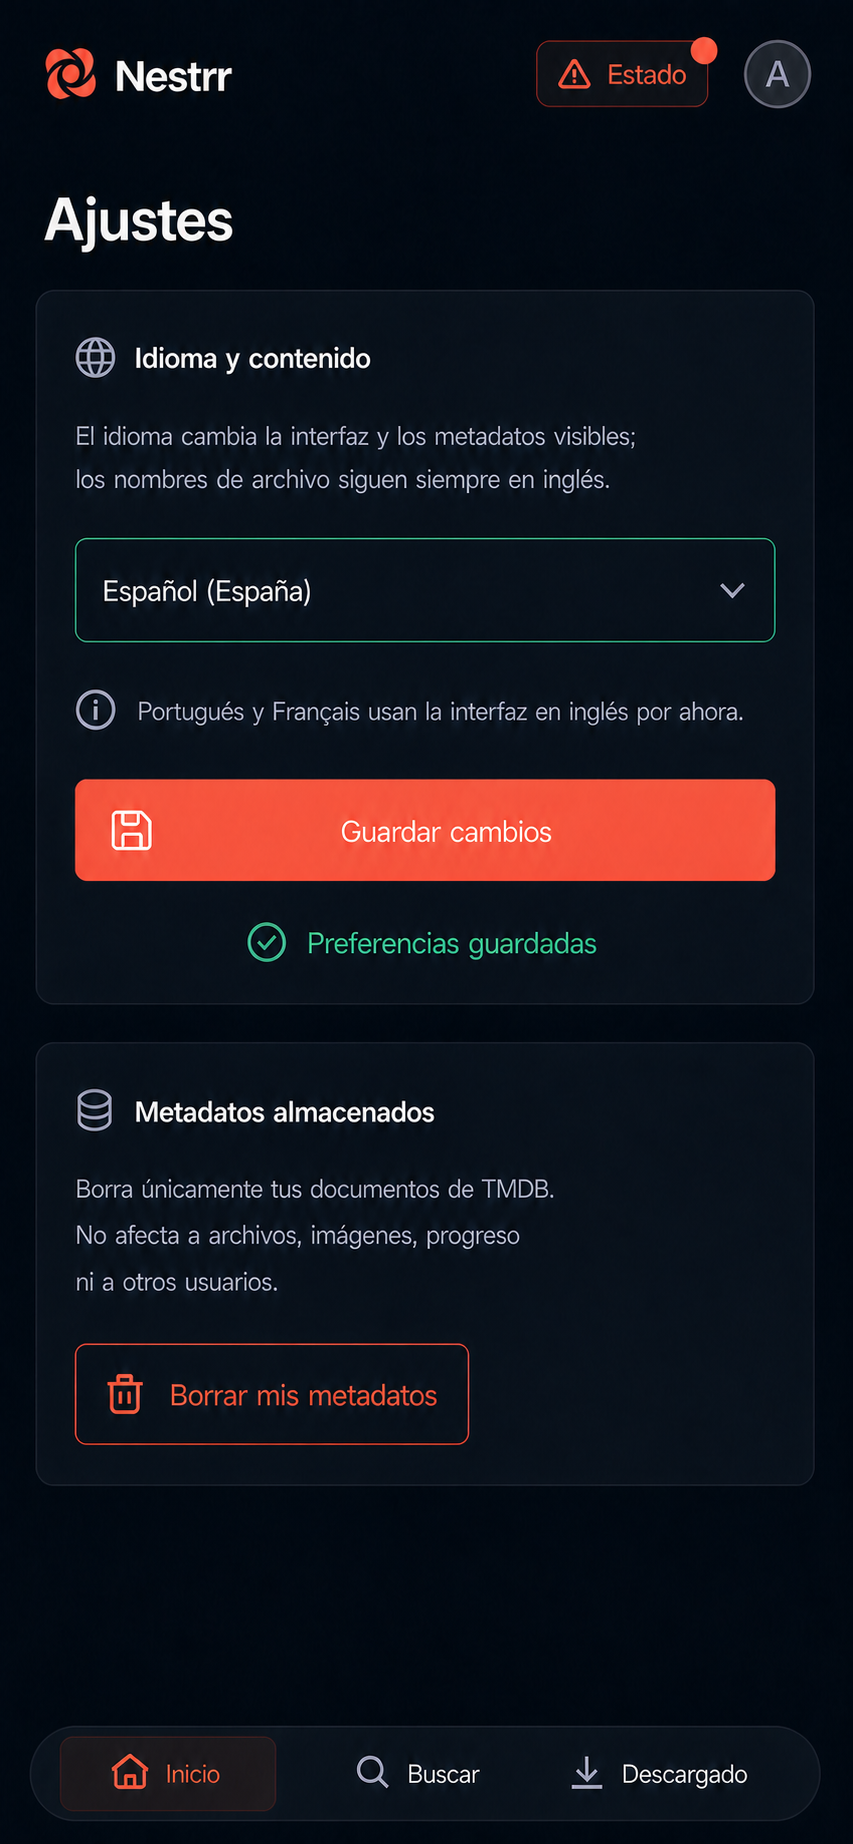 Nestrr
Estado
A
Ajustes
Idioma y contenido
El idioma cambia la interfaz y los metadatos visibles;
los nombres de archivo siguen siempre en inglés.
Español (España)
Portugués y Français usan la interfaz en inglés por ahora.
Guardar cambios
Preferencias guardadas
Metadatos almacenados
Borra únicamente tus documentos de TMDB.
No afecta a archivos, imágenes, progreso
ni a otros usuarios.
Borrar mis metadatos
Inicio
Buscar
Descargado